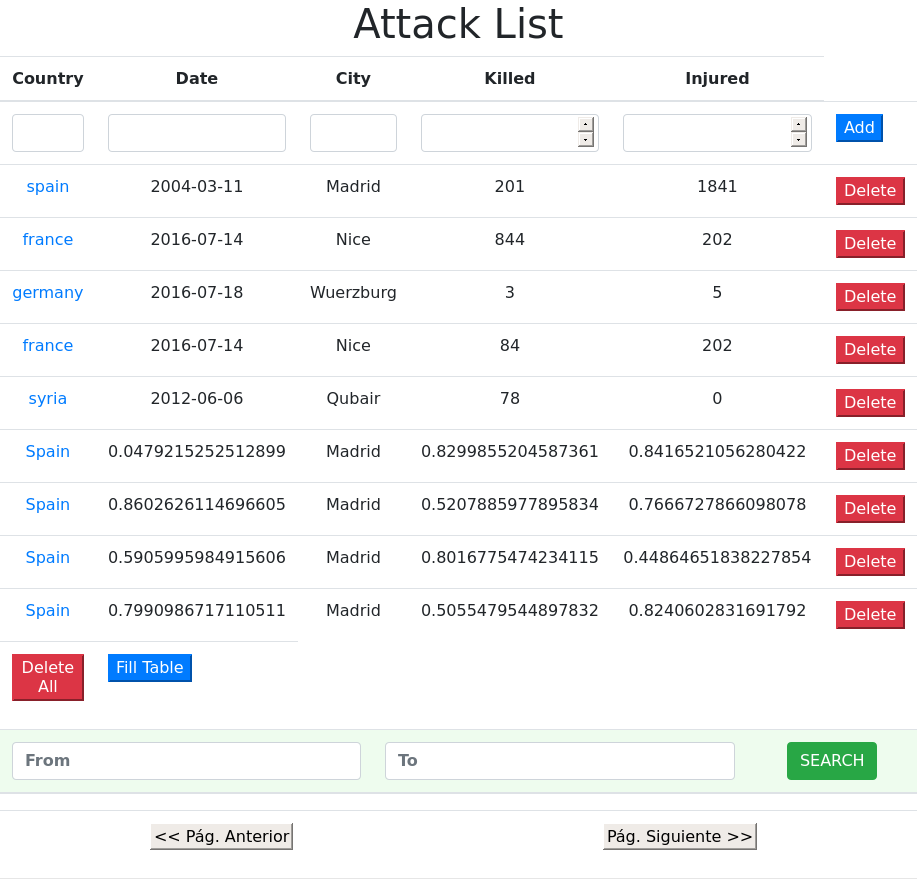 Attack List
Country Date City Killed Injured
Add
spain 2004-03-11 Madrid 201 1841 Delete
france 2016-07-14 Nice 844 202 Delete
germany 2016-07-18 Wuerzburg 3 5 Delete
france 2016-07-14 Nice 84 202 Delete
syria 2012-06-06 Qubair 78 0 Delete
Spain 0.0479215252512899 Madrid 0.8299855204587361 0.8416521056280422 Delete
Spain 0.8602626114696605 Madrid 0.5207885977895834 0.7666727866098078 Delete
Spain 0.5905995984915606 Madrid 0.8016775474234115 0.44864651838227854 Delete
Spain 0.7990986717110511 Madrid 0.5055479544897832 0.8240602831691792 Delete
Delete All Fill Table
From To SEARCH
<< Pág. Anterior Pág. Siguiente >>